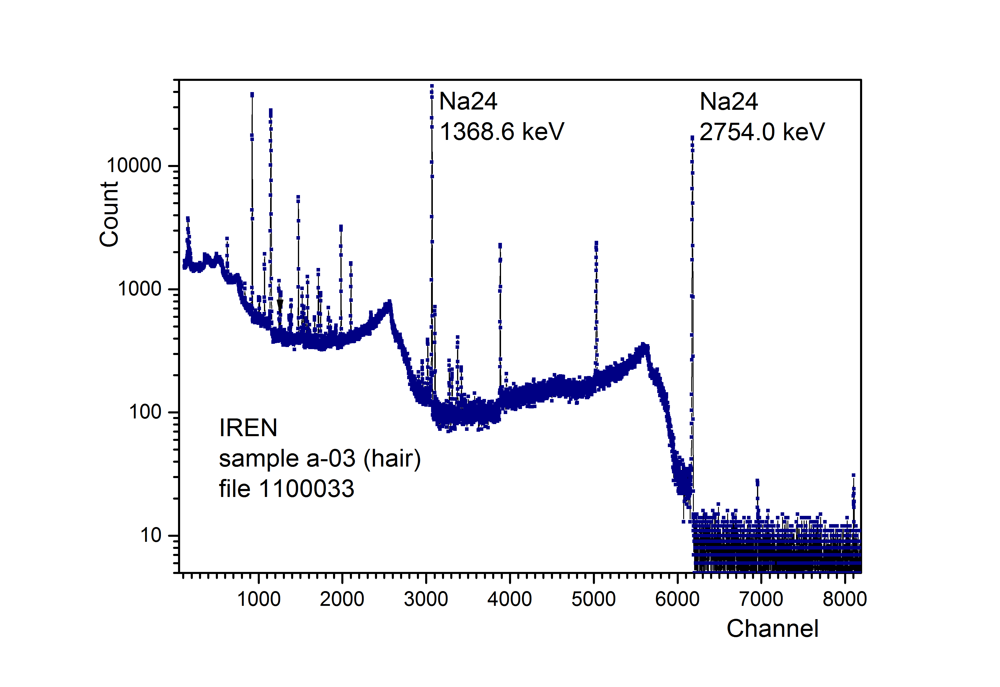 Na24
1368.6 keV
Na24
2754.0 keV
10000
1000
100
10
Count
IREN
sample a-03 (hair)
file 1100033
1000 2000 3000 4000 5000 6000 7000 8000
Channel